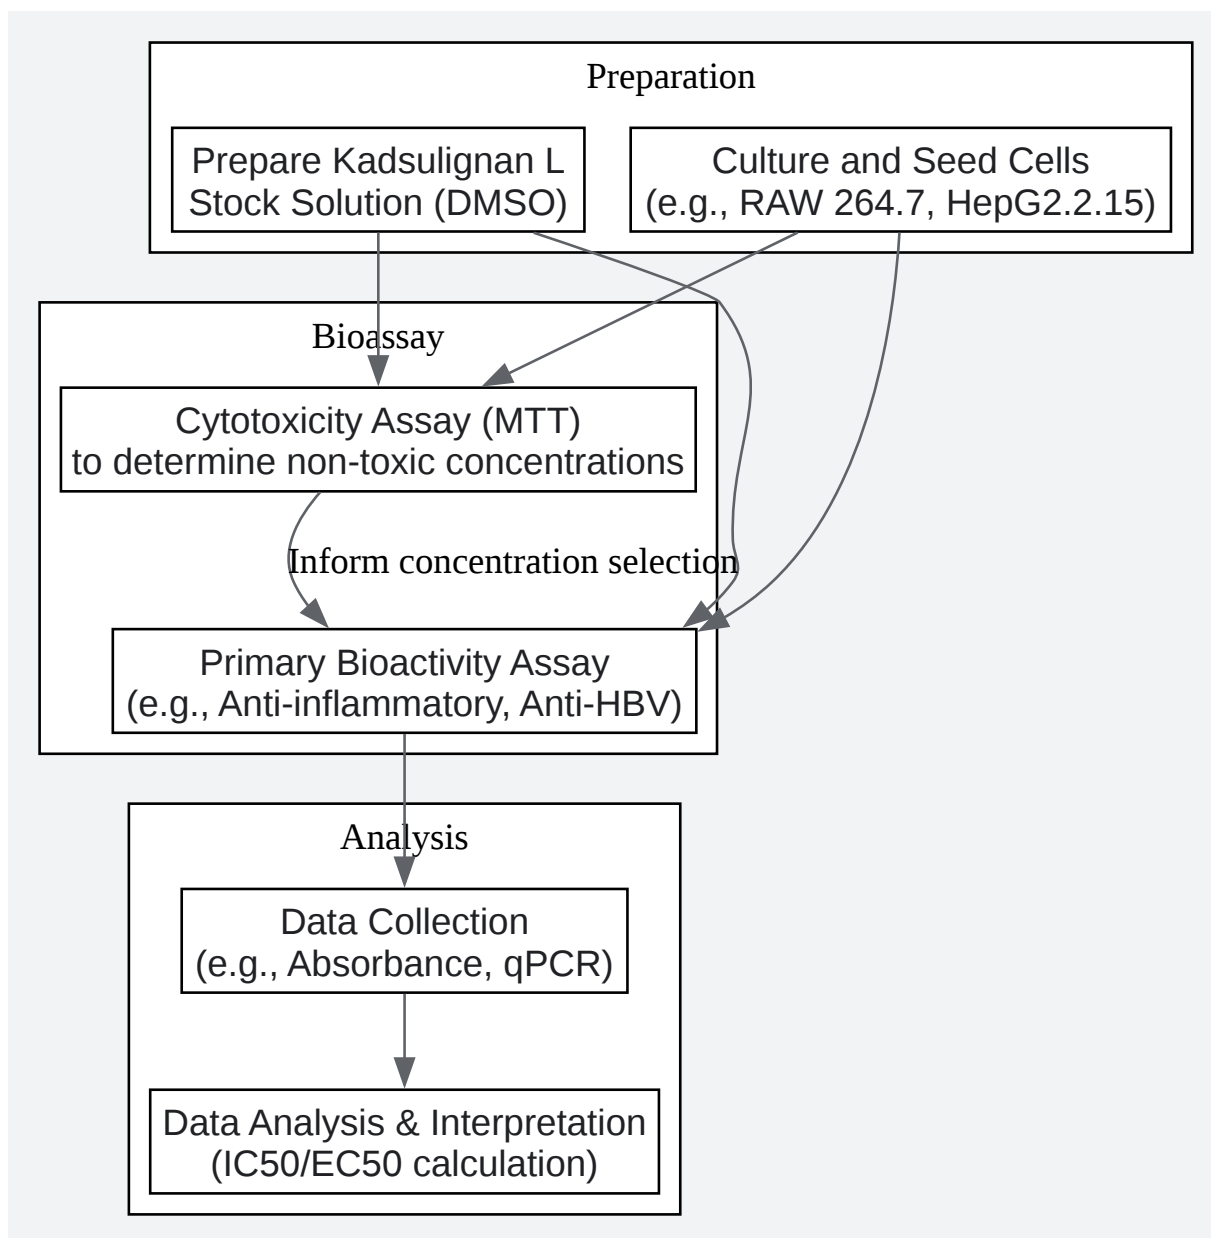 Preparation
Prepare Kadsulignan L
Stock Solution (DMSO)
Culture and Seed Cells
(e.g., RAW 264.7, HepG2.2.15)
Bioassay
Cytotoxicity Assay (MTT)
to determine non-toxic concentrations
Inform concentration selection
Primary Bioactivity Assay
(e.g., Anti-inflammatory, Anti-HBV)
Analysis
Data Collection
(e.g., Absorbance, qPCR)
Data Analysis & Interpretation
(IC50/EC50 calculation)